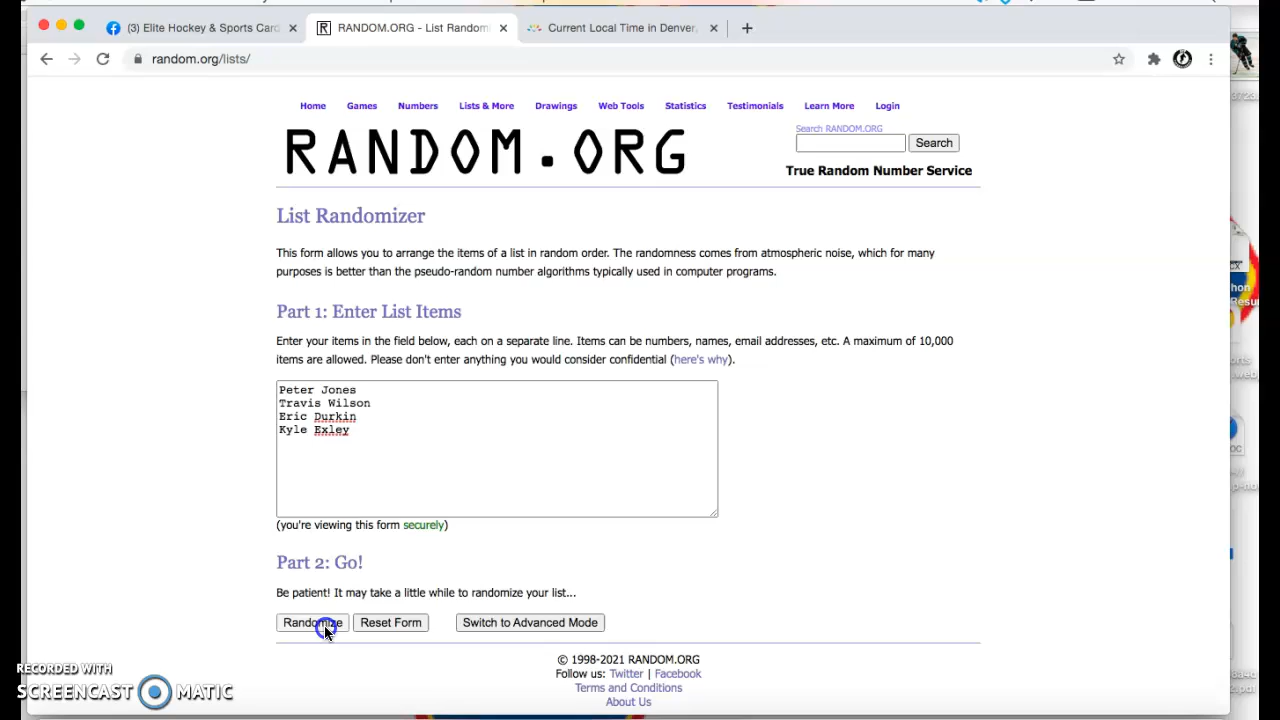 (3) Elite Hockey & Sports Card
RANDOM.ORG - List Random
Current Local Time in Denver,
random.org/lists/
Home Games Numbers Lists & More Drawings Web Tools Statistics Testimonials Learn More Login
RANDOM.ORG
Search RANDOM.ORG
Search
True Random Number Service
List Randomizer
This form allows you to arrange the items of a list in random order. The randomness comes from atmospheric noise, which for many
purposes is better than the pseudo-random number algorithms typically used in computer programs.
Part 1: Enter List Items
Enter your items in the field below, each on a separate line. Items can be numbers, names, email addresses, etc. A maximum of 10,000
items are allowed. Please don't enter anything you would consider confidential (here's why).
Peter Jones
Travis Wilson
Eric Durkin
Kyle Exley
(you're viewing this form securely)
Part 2: Go!
Be patient! It may take a little while to randomize your list...
Randomize Reset Form Switch to Advanced Mode
© 1998-2021 RANDOM.ORG
Follow us: Twitter | Facebook
Terms and Conditions
About Us
RECORDED WITH
SCREENCAST MATIC